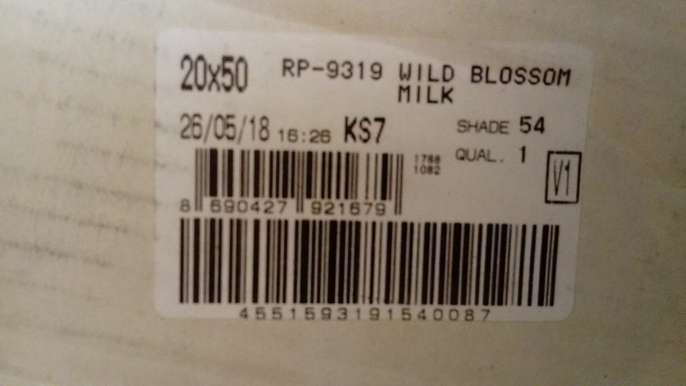 20x50 RP-9319 WILD BLOSSOM
MILK
26/05/18 16:26 KS7 SHADE 54
1788
1082
QUAL. 1
V1
8 690427 921679
4551593191540087